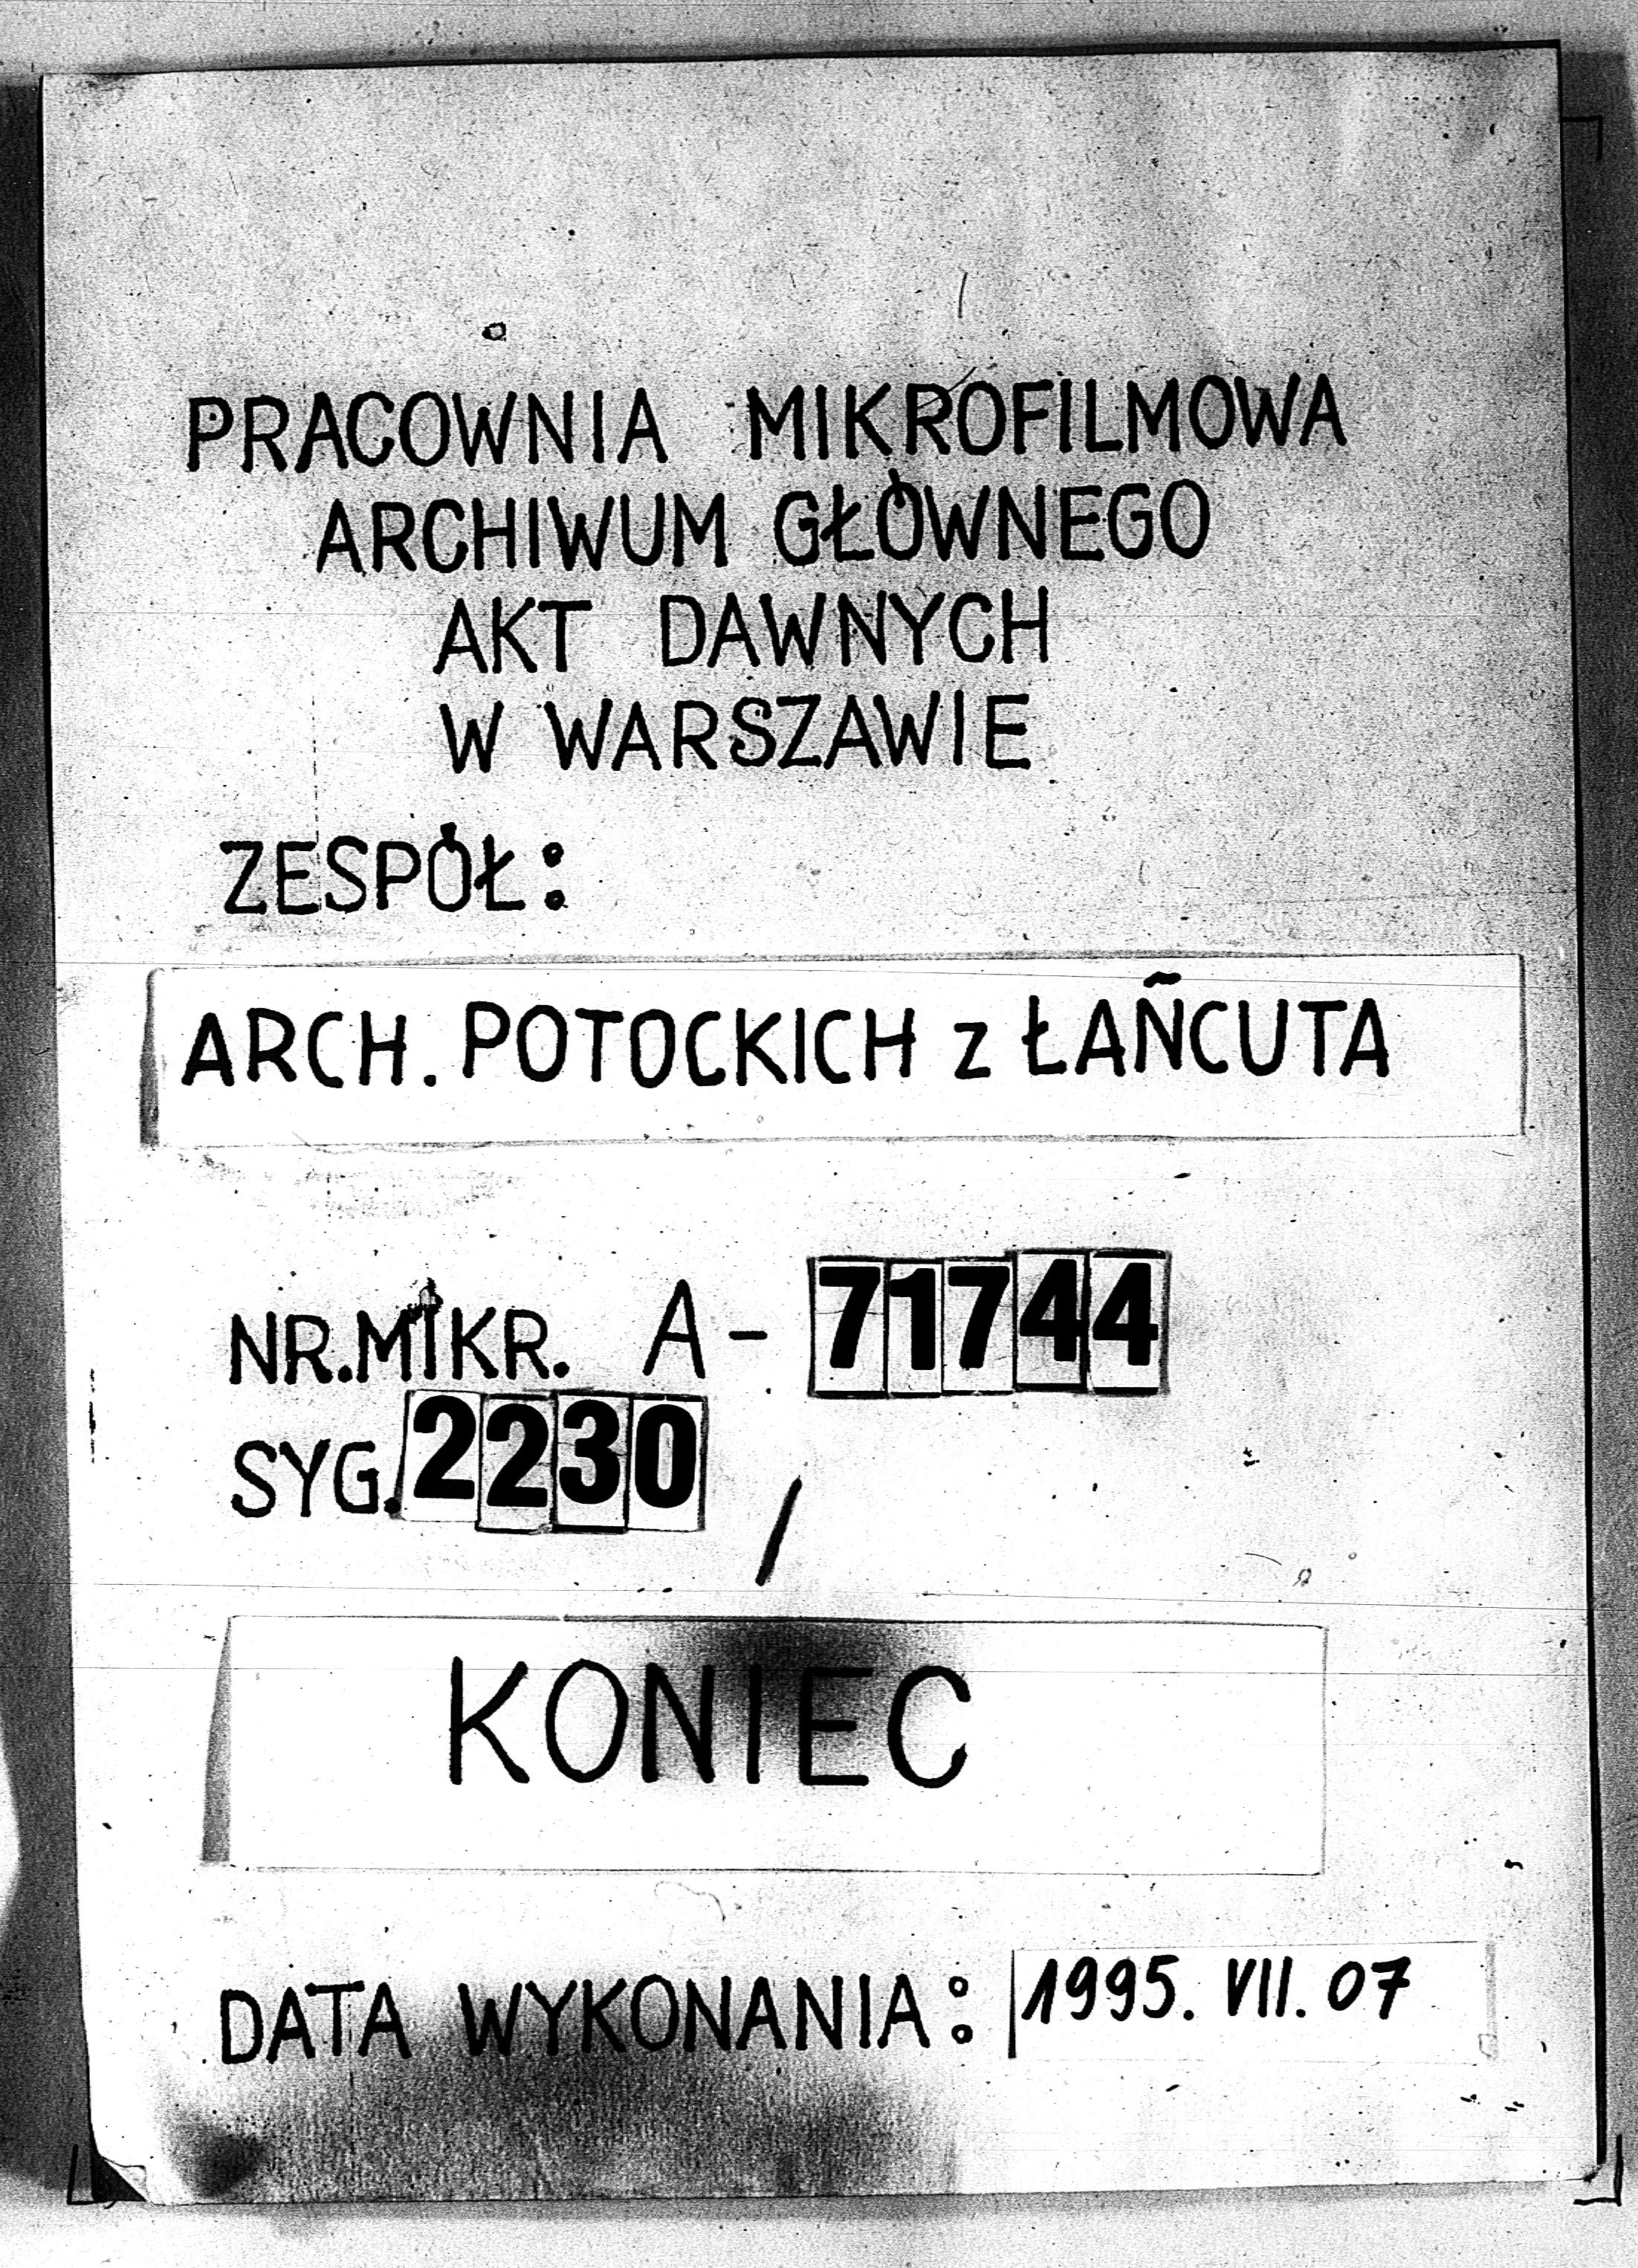 PRACOWNIA MIKROFILMOWA
ARCHIWUM GŁÓWNEGO
AKT DAWNYCH
W WARSZAWIE
ZESPÓŁ:
ARCH. POTOCKICH z ŁAŃCUTA
NR.MIKR. A- 71744
SYG. 2230 /
KONIEC
DATA WYKONANIA: 1995. VII. 07